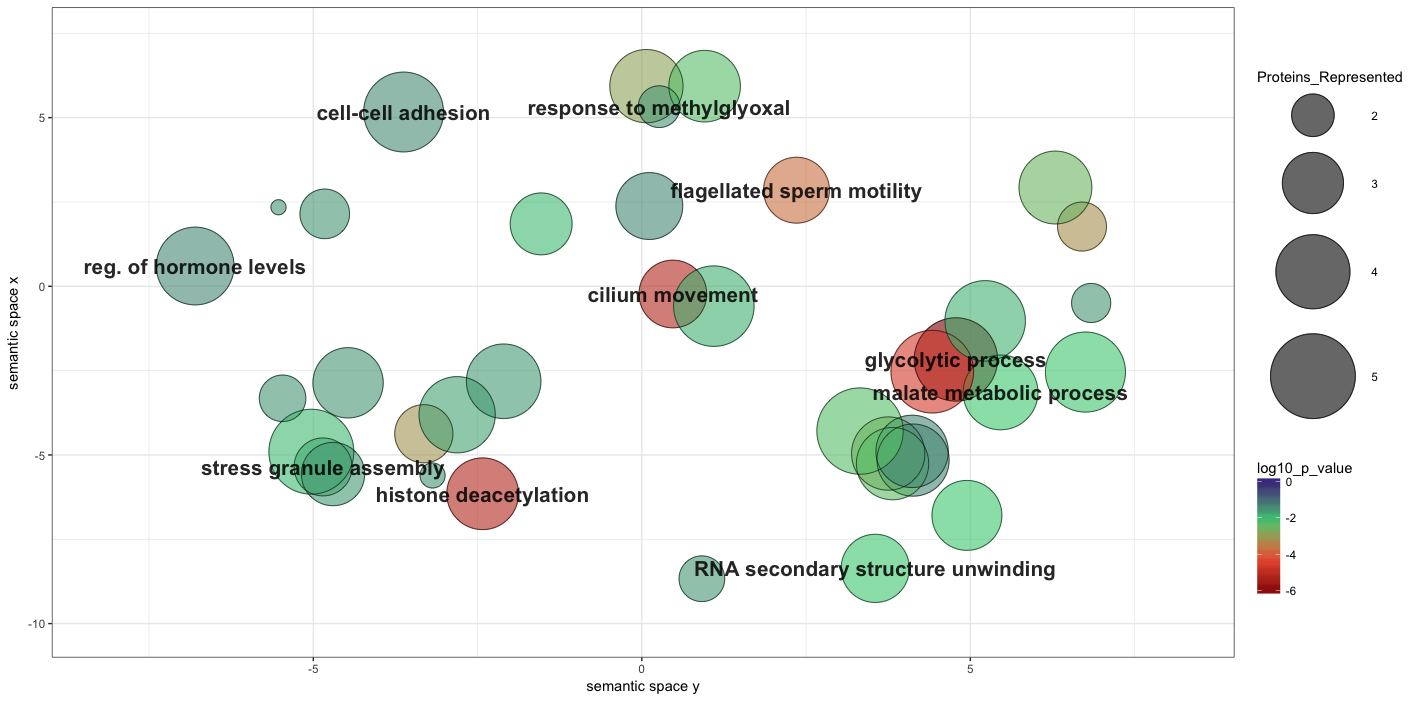 Proteins_Represented
2
3
4
5
log10_p_value
0
-2
-4
-6
cell-cell adhesion
response to methylglyoxal
flagellated sperm motility
reg. of hormone levels
cilium movement
glycolytic process
malate metabolic process
stress granule assembly
histone deacetylation
RNA secondary structure unwinding
5
0
-5
-10
semantic space x
-5
0
5
semantic space y